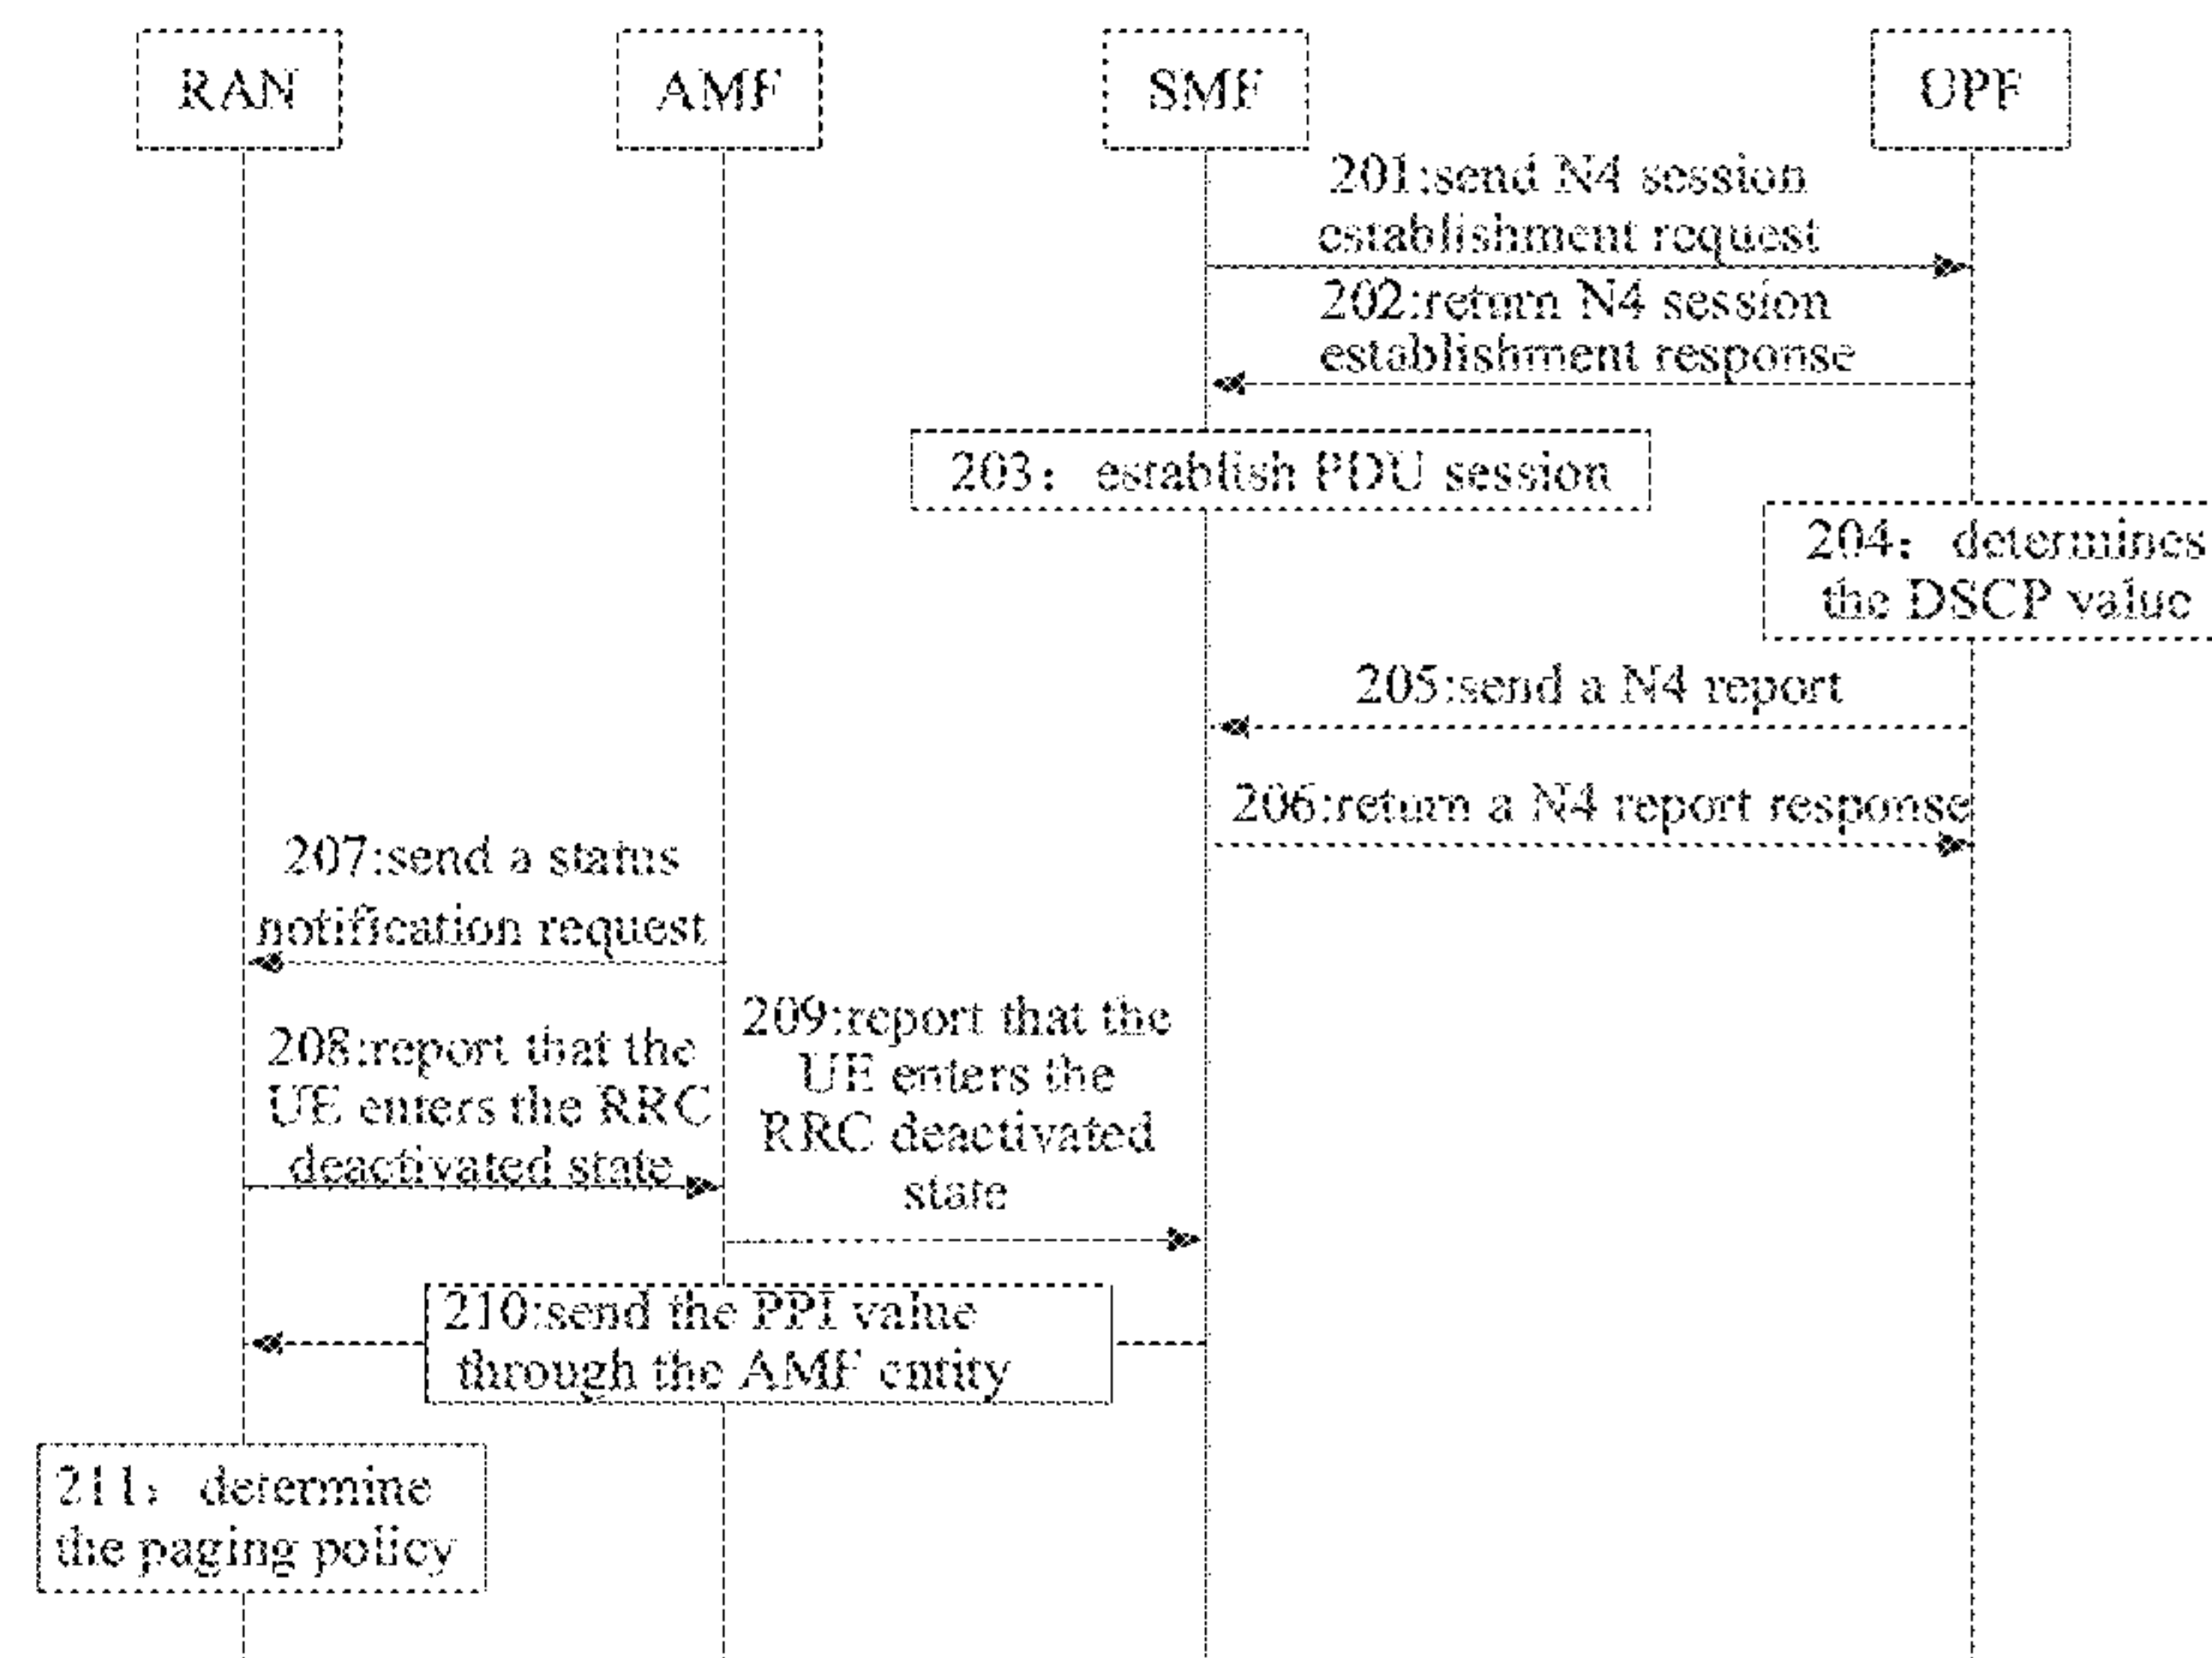 RAN
AMF
SMF
UPF
201:send N4 session
establishment request
202:return N4 session
establishment response
203： establish PDU session
204： determines
the DSCP value
205:send a N4 report
206:return a N4 report response
207:send a status
notification request
208:report that the
UE enters the RRC
deactivated state
209:report that the
UE enters the
RRC deactivated
state
210:send the PPI value
through the AMF entity
211： determine
the paging policy